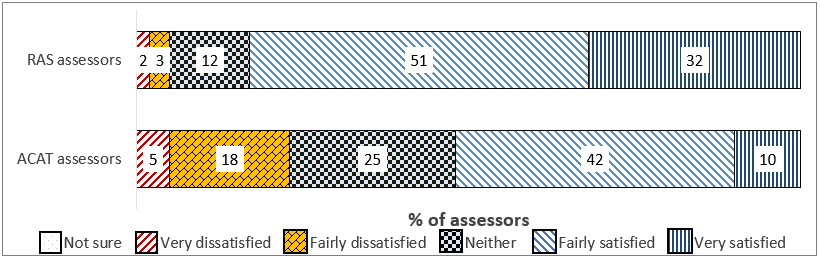 RAS assessors 2 3 12 51 32
ACAT assessors 5 18 25 42 10
% of assessors
Not sure Very dissatisfied Fairly dissatisfied Neither Fairly satisfied Very satisfied